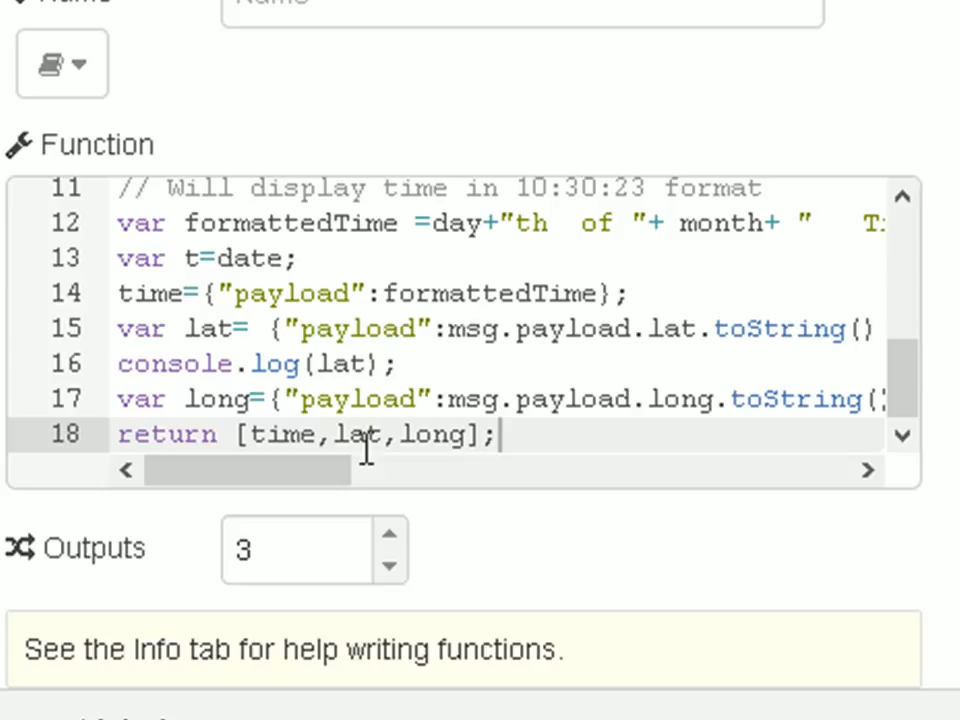 Name
Function
11 // Will display time in 10:30:23 format
12 var formattedTime =day+"th  of "+ month+ "   T
13 var t=date;
14 time={"payload":formattedTime};
15 var lat= {"payload":msg.payload.lat.toString()
16 console.log(lat);
17 var long={"payload":msg.payload.long.toString(
18 return [time,lat,long];
Outputs 3
See the Info tab for help writing functions.